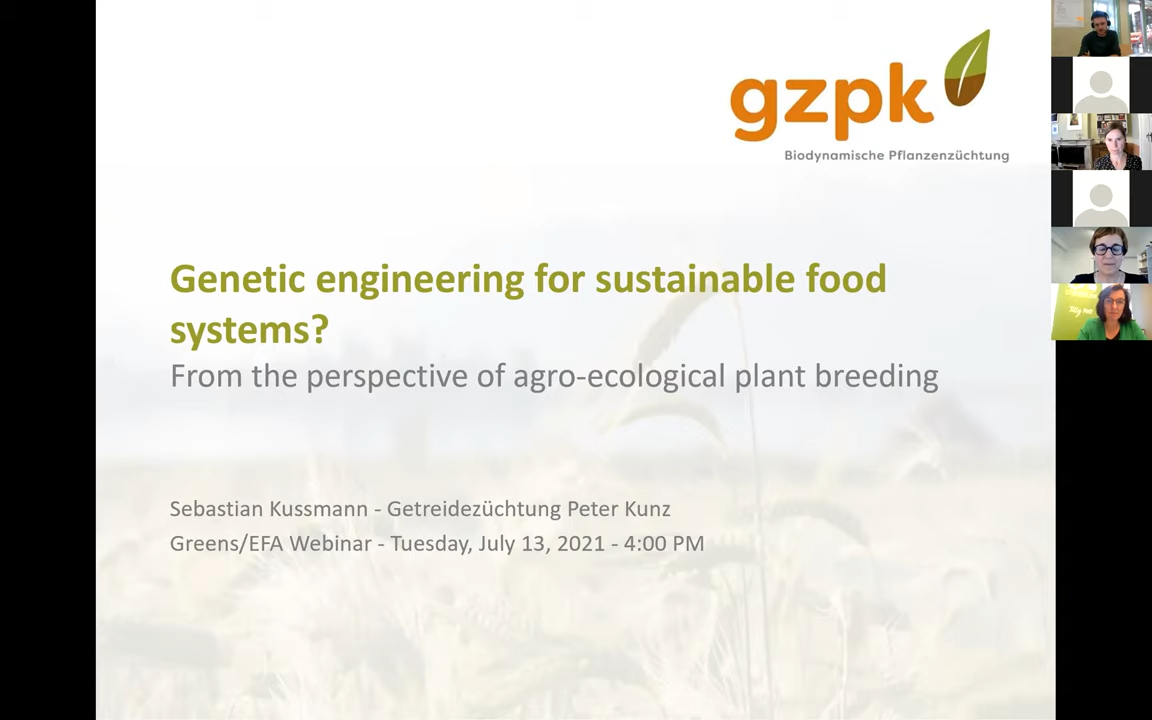 gzpk
Biodynamische Pflanzenzüchtung
Genetic engineering for sustainable food
systems?
From the perspective of agro-ecological plant breeding
Sebastian Kussmann - Getreidezüchtung Peter Kunz
Greens/EFA Webinar - Tuesday, July 13, 2021 - 4:00 PM